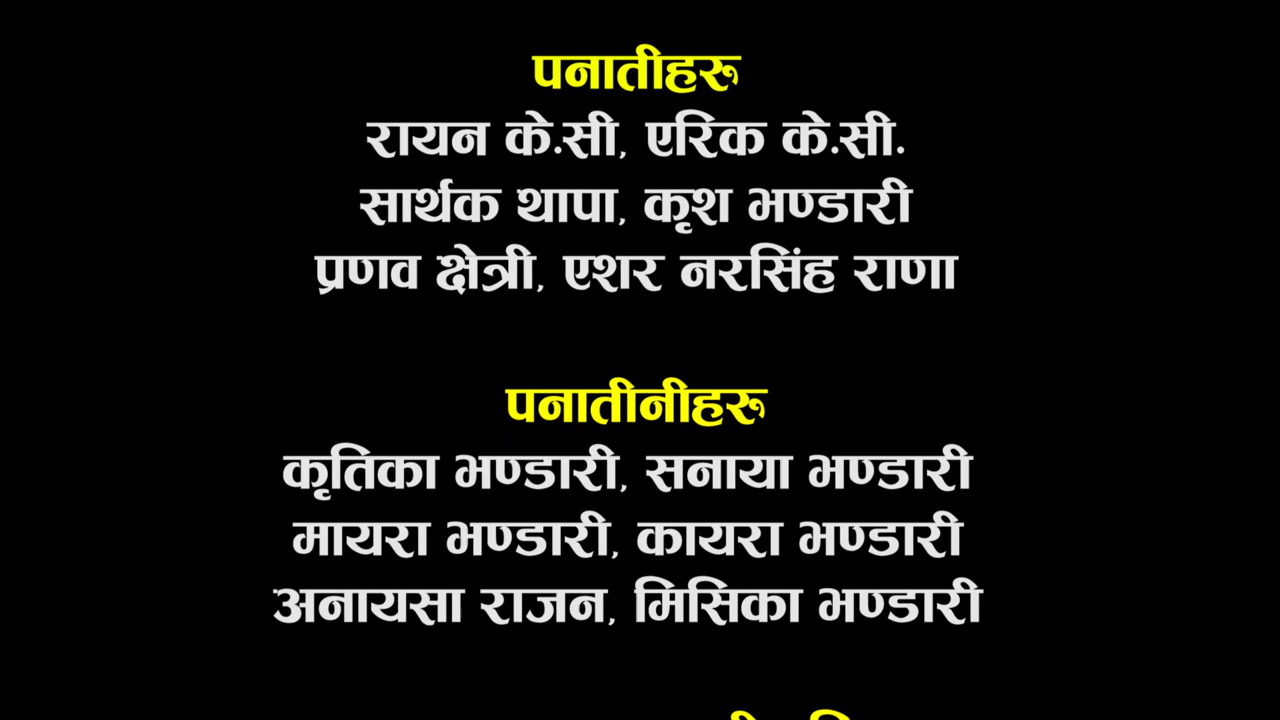 पनातीहरु
रायन के.सी, एरिक के.सी.
सार्थक थापा, कृश भण्डारी
प्रणव क्षेत्री, एशर नरसिंह राणा
पनातीनीहरु
कृतिका भण्डारी, सनाया भण्डारी
मायरा भण्डारी, कायरा भण्डारी
अनायसा राजन, मिसिका भण्डारी